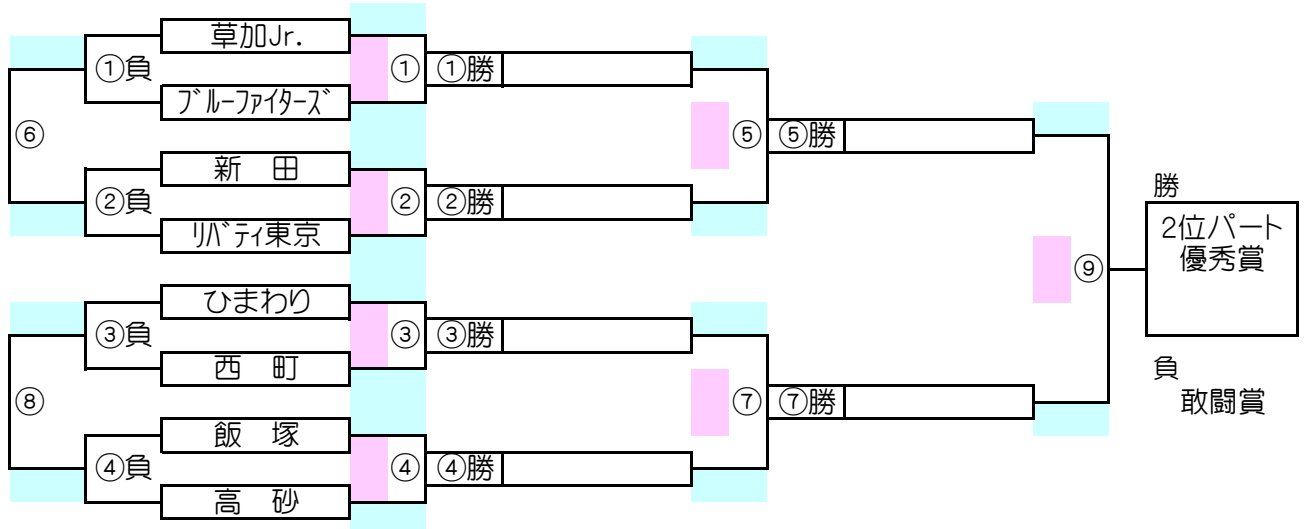 草加Jr.
①負
①
①勝
ブルーファイターズ
⑥
⑤
⑤勝
新　田
②負
②
②勝
リバティ東京
勝
2位パート
優秀賞
⑨
ひまわり
③負
③
③勝
西　町
負
敢闘賞
⑧
⑦
⑦勝
飯　塚
④負
④
④勝
高　砂